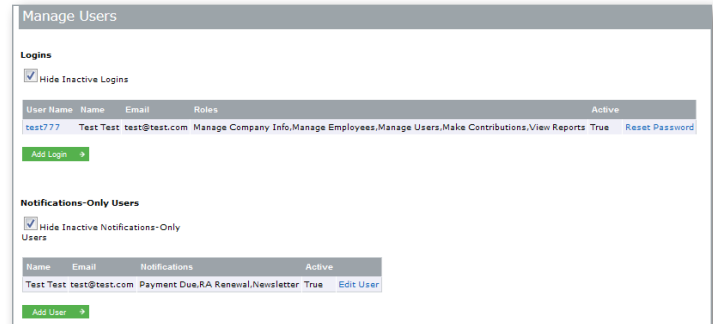 Manage Users
Logins
Hide Inactive Logins
User Name Name Email Roles Active
test777 Test Test test@test.com Manage Company Info,Manage Employees,Manage Users,Make Contributions,View Reports True Reset Password
Add Login
Notifications-Only Users
Hide Inactive Notifications-Only
Users
Name Email Notifications Active
Test Test test@test.com Payment Due,RA Renewal,Newsletter True Edit User
Add User